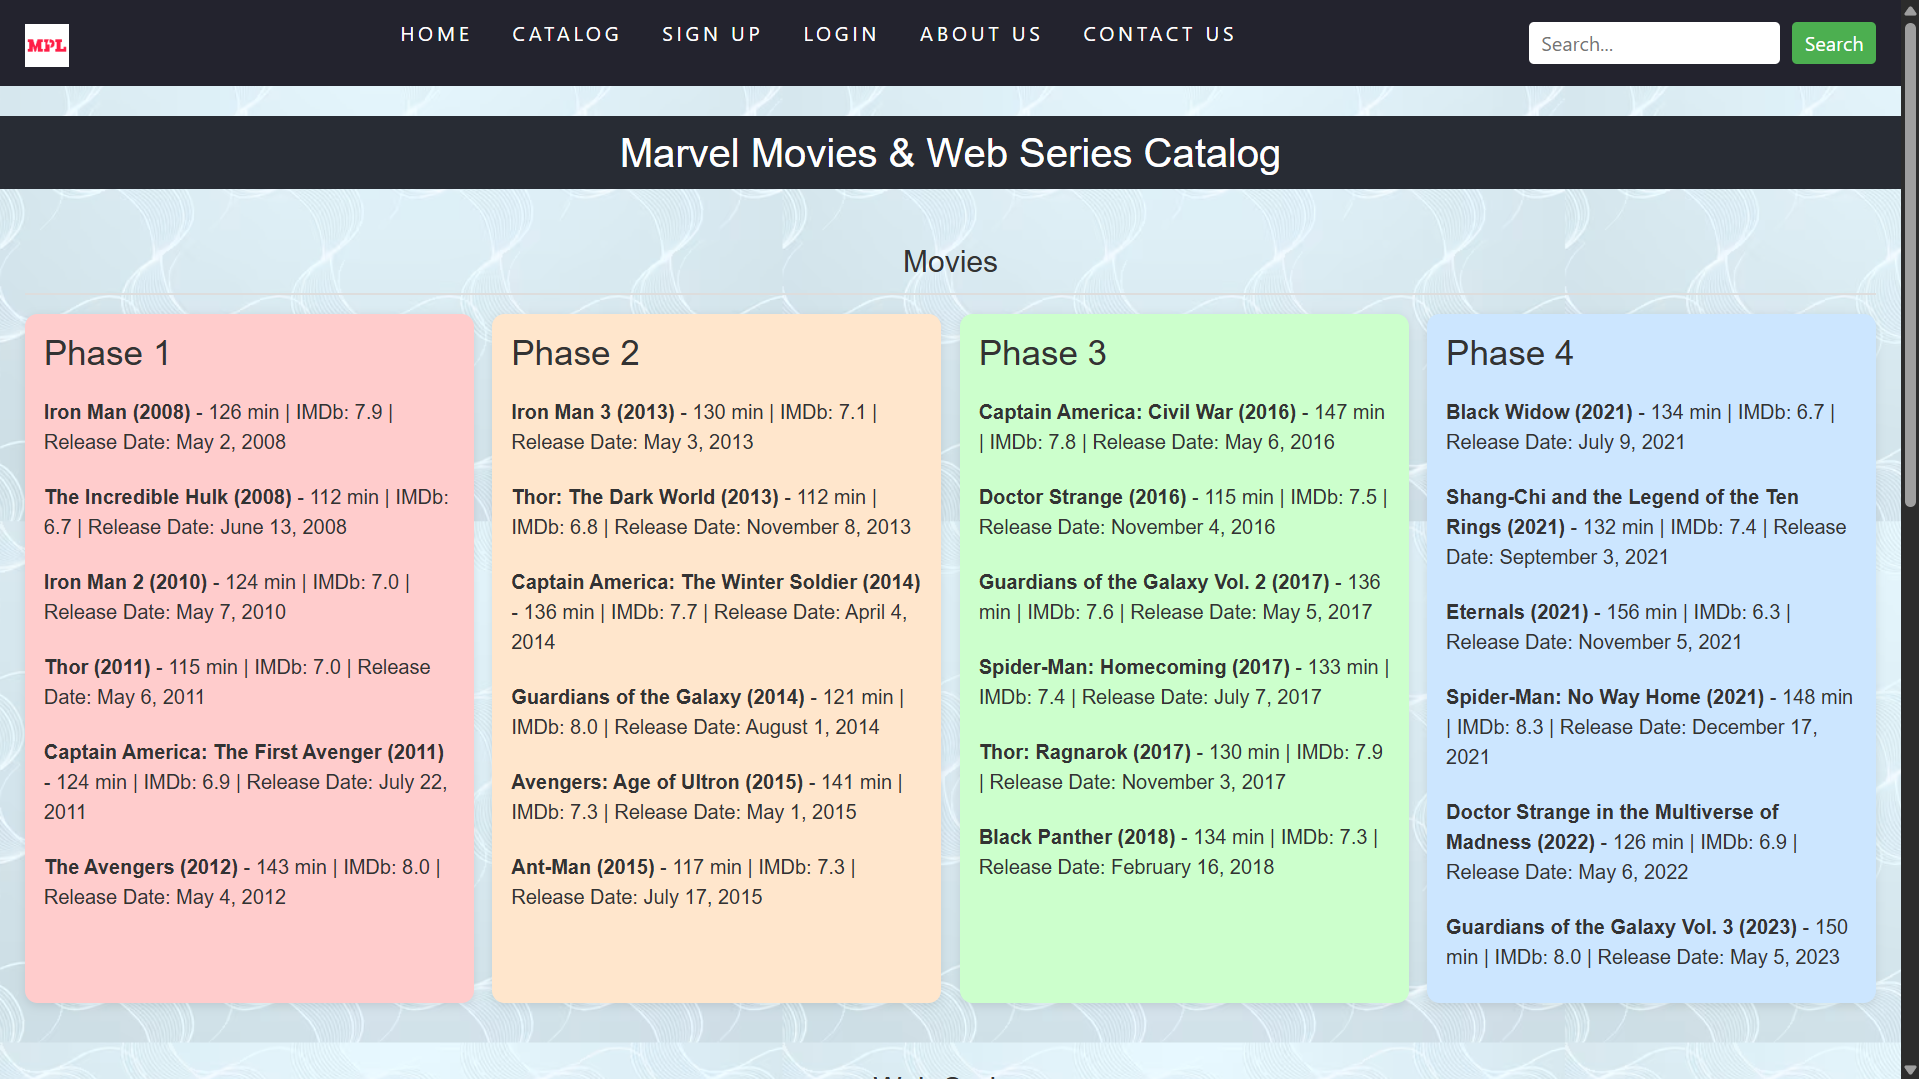 MPL
HOME
CATALOG
SIGN UP
LOGIN
ABOUT US
CONTACT US
Search...
Search
Marvel Movies & Web Series Catalog
Movies
Phase 1
Iron Man (2008) - 126 min | IMDb: 7.9 |
Release Date: May 2, 2008
The Incredible Hulk (2008) - 112 min | IMDb:
6.7 | Release Date: June 13, 2008
Iron Man 2 (2010) - 124 min | IMDb: 7.0 |
Release Date: May 7, 2010
Thor (2011) - 115 min | IMDb: 7.0 | Release
Date: May 6, 2011
Captain America: The First Avenger (2011)
- 124 min | IMDb: 6.9 | Release Date: July 22,
2011
The Avengers (2012) - 143 min | IMDb: 8.0 |
Release Date: May 4, 2012
Phase 2
Iron Man 3 (2013) - 130 min | IMDb: 7.1 |
Release Date: May 3, 2013
Thor: The Dark World (2013) - 112 min |
IMDb: 6.8 | Release Date: November 8, 2013
Captain America: The Winter Soldier (2014)
- 136 min | IMDb: 7.7 | Release Date: April 4,
2014
Guardians of the Galaxy (2014) - 121 min |
IMDb: 8.0 | Release Date: August 1, 2014
Avengers: Age of Ultron (2015) - 141 min |
IMDb: 7.3 | Release Date: May 1, 2015
Ant-Man (2015) - 117 min | IMDb: 7.3 |
Release Date: July 17, 2015
Phase 3
Captain America: Civil War (2016) - 147 min
| IMDb: 7.8 | Release Date: May 6, 2016
Doctor Strange (2016) - 115 min | IMDb: 7.5 |
Release Date: November 4, 2016
Guardians of the Galaxy Vol. 2 (2017) - 136
min | IMDb: 7.6 | Release Date: May 5, 2017
Spider-Man: Homecoming (2017) - 133 min |
IMDb: 7.4 | Release Date: July 7, 2017
Thor: Ragnarok (2017) - 130 min | IMDb: 7.9
| Release Date: November 3, 2017
Black Panther (2018) - 134 min | IMDb: 7.3 |
Release Date: February 16, 2018
Phase 4
Black Widow (2021) - 134 min | IMDb: 6.7 |
Release Date: July 9, 2021
Shang-Chi and the Legend of the Ten
Rings (2021) - 132 min | IMDb: 7.4 | Release
Date: September 3, 2021
Eternals (2021) - 156 min | IMDb: 6.3 |
Release Date: November 5, 2021
Spider-Man: No Way Home (2021) - 148 min
| IMDb: 8.3 | Release Date: December 17,
2021
Doctor Strange in the Multiverse of
Madness (2022) - 126 min | IMDb: 6.9 |
Release Date: May 6, 2022
Guardians of the Galaxy Vol. 3 (2023) - 150
min | IMDb: 8.0 | Release Date: May 5, 2023